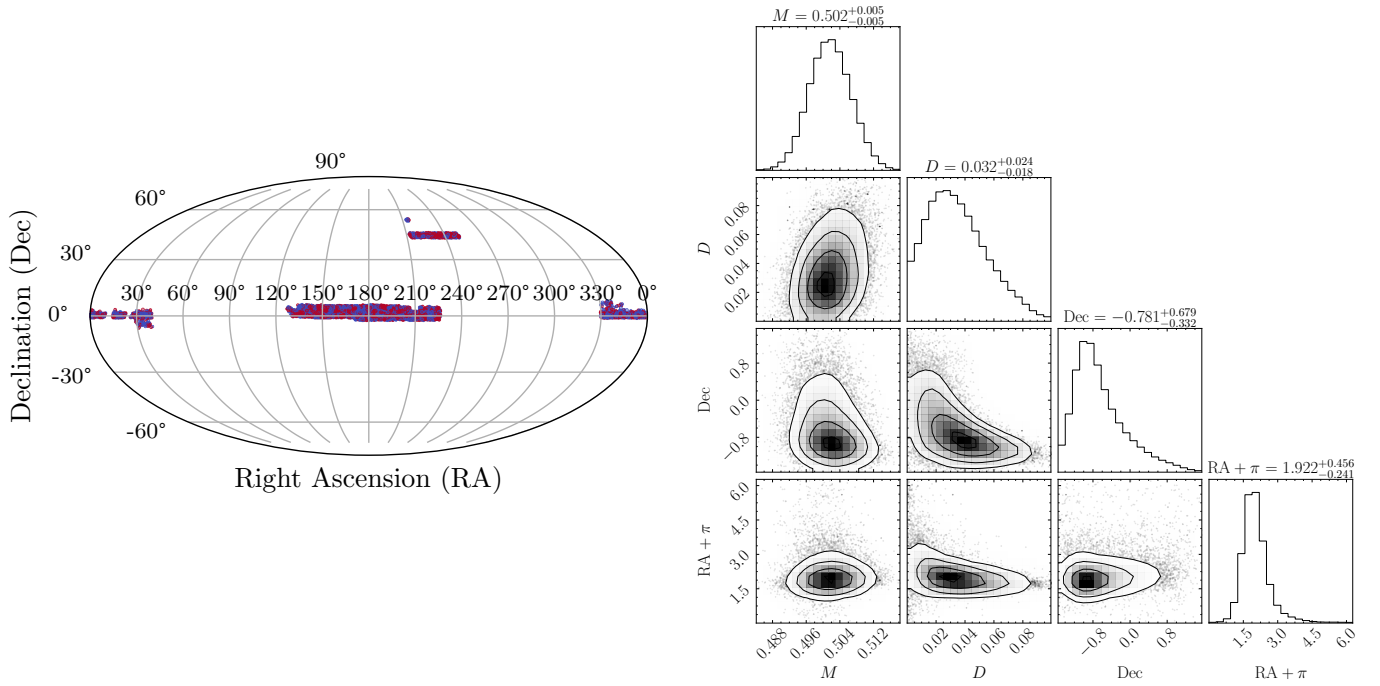 90°
60°
30°
0°
-30°
-60°
30° 60° 90° 120° 150° 180° 210° 240° 270° 300° 330° 0°
Declination (Dec)
Right Ascension (RA)
M = 0.502+0.005−0.005
D = 0.032+0.024−0.018
D
0.08
0.06
0.04
0.02
Dec = −0.781+0.679−0.332
Dec
0.8
0.0
−0.8
RA + π = 1.922+0.456−0.241
RA + π
6.0
4.5
3.0
1.5
0.488 0.496 0.504 0.512
0.02 0.04 0.06 0.08
−0.8 0.0 0.8
1.5 3.0 4.5 6.0
M
D
Dec
RA + π